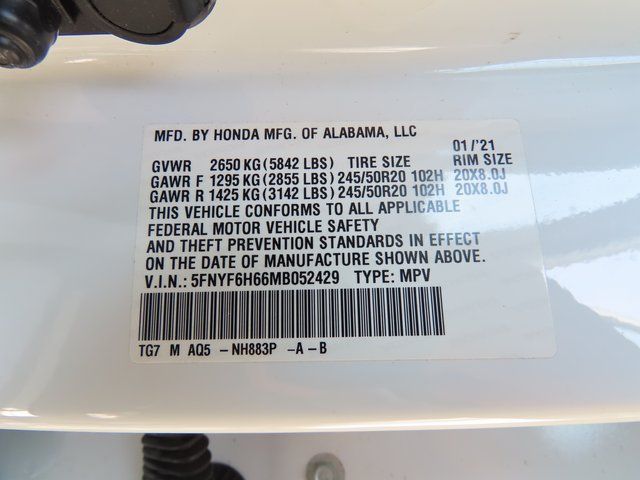 MFD. BY HONDA MFG. OF ALABAMA, LLC 01/'21
GVWR 2650 KG (5842 LBS) TIRE SIZE RIM SIZE
GAWR F 1295 KG (2855 LBS) 245/50R20 102H 20X8.0J
GAWR R 1425 KG (3142 LBS) 245/50R20 102H 20X8.0J
THIS VEHICLE CONFORMS TO ALL APPLICABLE
FEDERAL MOTOR VEHICLE SAFETY
AND THEFT PREVENTION STANDARDS IN EFFECT
ON THE DATE OF MANUFACTURE SHOWN ABOVE.
V.I.N.: 5FNYF6H66MB052429 TYPE: MPV
TG7 M AQ5 - NH883P - A - B